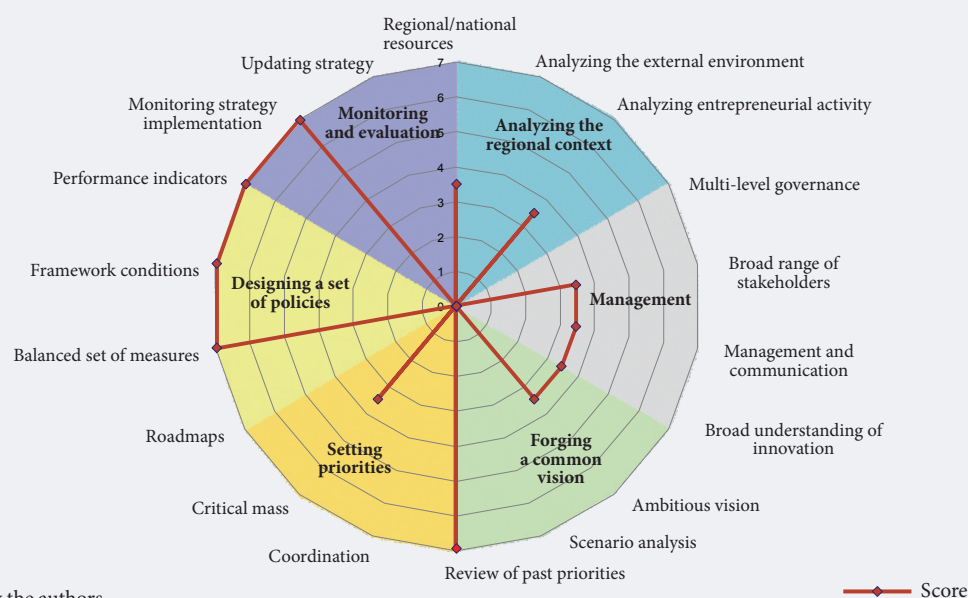 Regional/national
resources
Analyzing the external environment
Analyzing entrepreneurial activity
Multi-level governance
Broad range of
stakeholders
Management and
communication
Broad understanding of
innovation
Ambitious vision
Scenario analysis
Review of past priorities
Coordination
Critical mass
Roadmaps
Balanced set of measures
Framework conditions
Performance indicators
Monitoring strategy
implementation
Updating strategy
7
6
5
4
3
2
1
0
Monitoring
and evaluation
Analyzing the
regional context
Management
Forging
a common
vision
Setting
priorities
Designing a set
of policies
the authors
Score